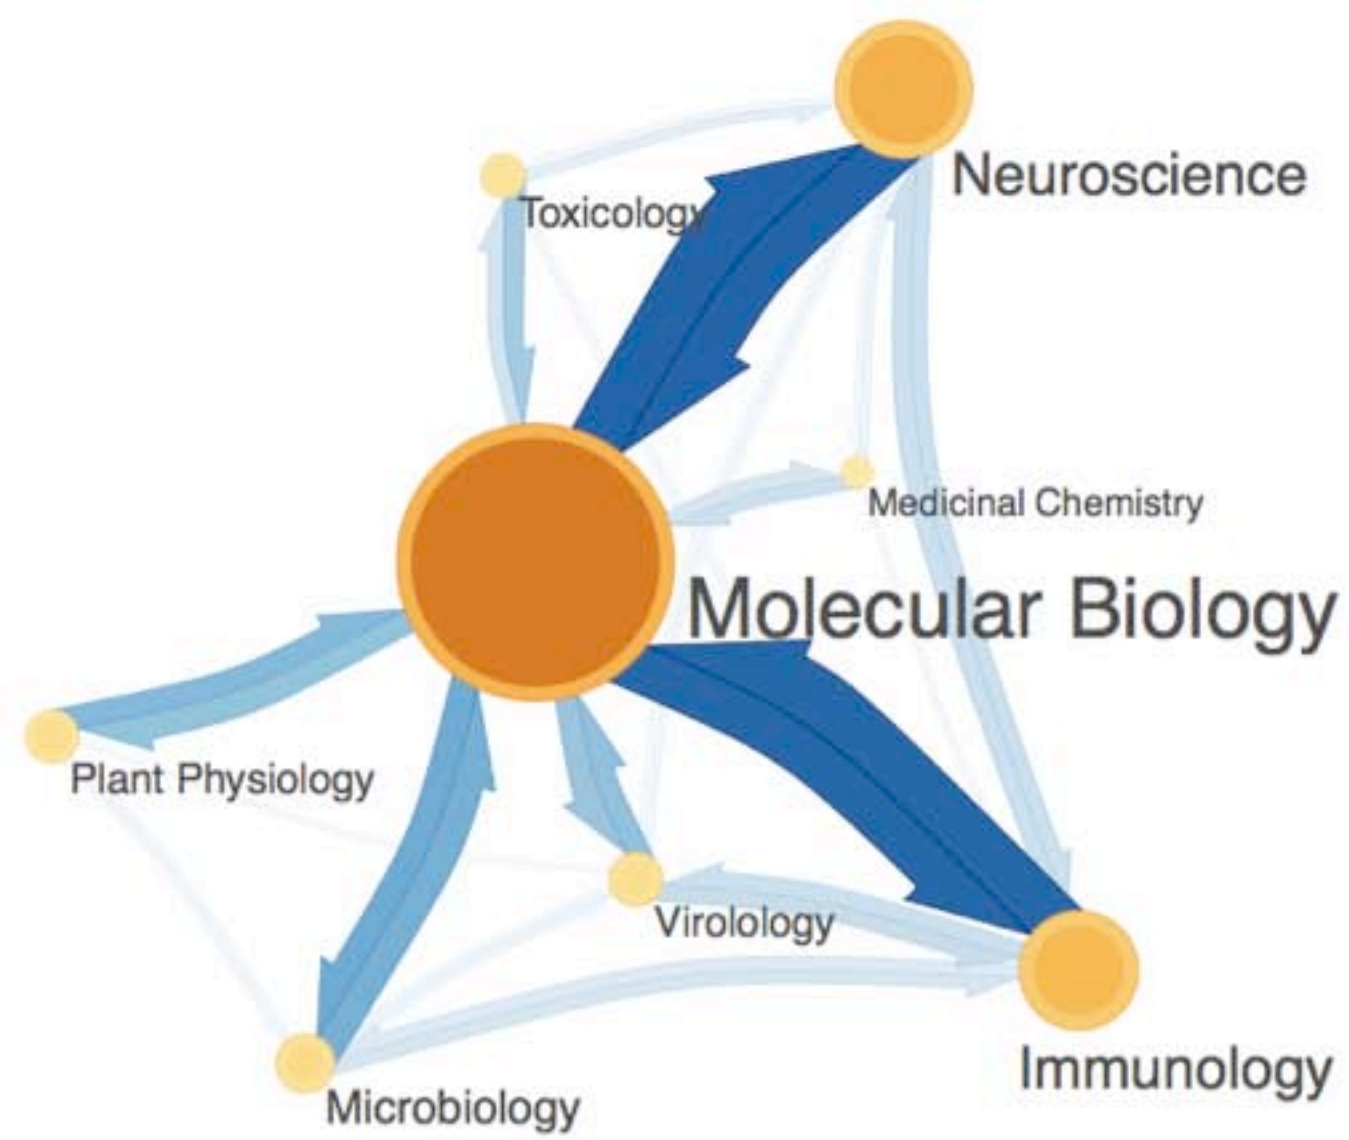 Neuroscience
Toxicology
Medicinal Chemistry
Molecular Biology
Plant Physiology
Virolology
Immunology
Microbiology